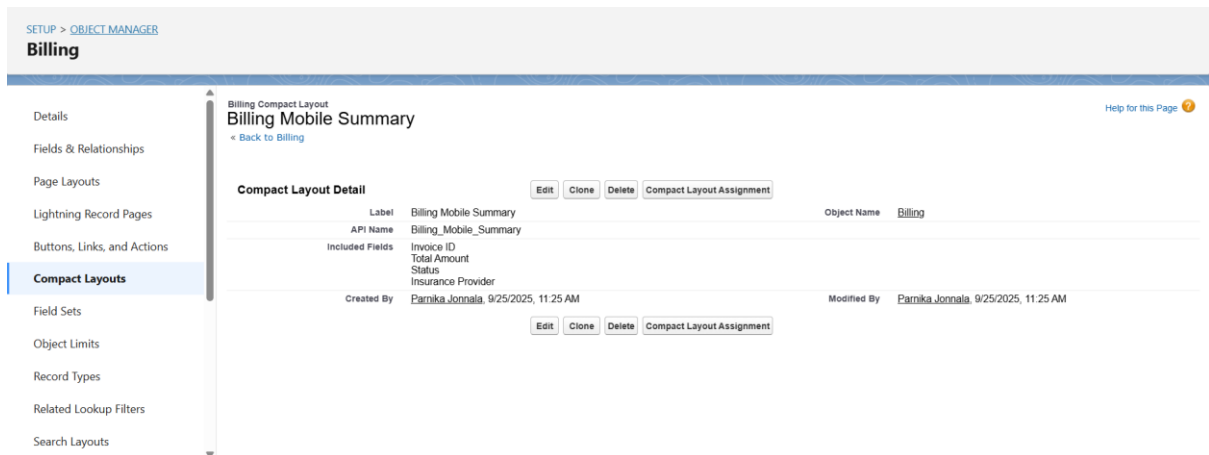 SETUP > OBJECT MANAGER
Billing
Details
Fields & Relationships
Page Layouts
Lightning Record Pages
Buttons, Links, and Actions
Compact Layouts
Field Sets
Object Limits
Record Types
Related Lookup Filters
Search Layouts
Billing Compact Layout
Billing Mobile Summary
« Back to Billing
Help for this Page ?
Compact Layout Detail Edit Clone Delete Compact Layout Assignment
Label Billing Mobile Summary Object Name Billing
API Name Billing_Mobile_Summary
Included Fields Invoice ID
Total Amount
Status
Insurance Provider
Created By Parnika Jonnala, 9/25/2025, 11:25 AM Modified By Parnika Jonnala, 9/25/2025, 11:25 AM
Edit Clone Delete Compact Layout Assignment